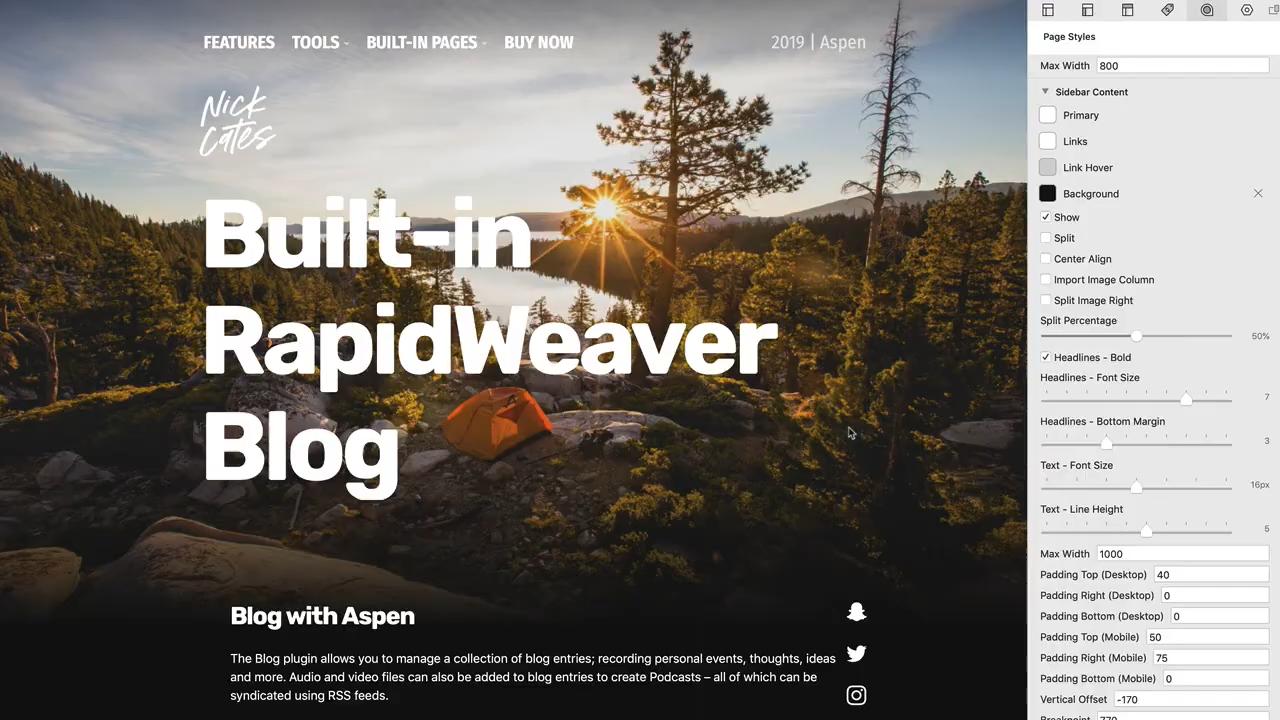 FEATURES TOOLS BUILT-IN PAGES BUY NOW 2019 | Aspen
Nick
Cates
Built-in
RapidWeaver
Blog
Blog with Aspen
The Blog plugin allows you to manage a collection of blog entries; recording personal events, thoughts, ideas
and more. Audio and video files can also be added to blog entries to create Podcasts – all of which can be
syndicated using RSS feeds.
Page Styles
Max Width 800
Sidebar Content
Primary
Links
Link Hover
Background
Show
Split
Center Align
Import Image Column
Split Image Right
Split Percentage
50%
Headlines - Bold
Headlines - Font Size
7
Headlines - Bottom Margin
3
Text - Font Size
16px
Text - Line Height
5
Max Width 1000
Padding Top (Desktop) 40
Padding Right (Desktop) 0
Padding Bottom (Desktop) 0
Padding Top (Mobile) 50
Padding Right (Mobile) 75
Padding Bottom (Mobile) 0
Vertical Offset -170
Breakpoint 770